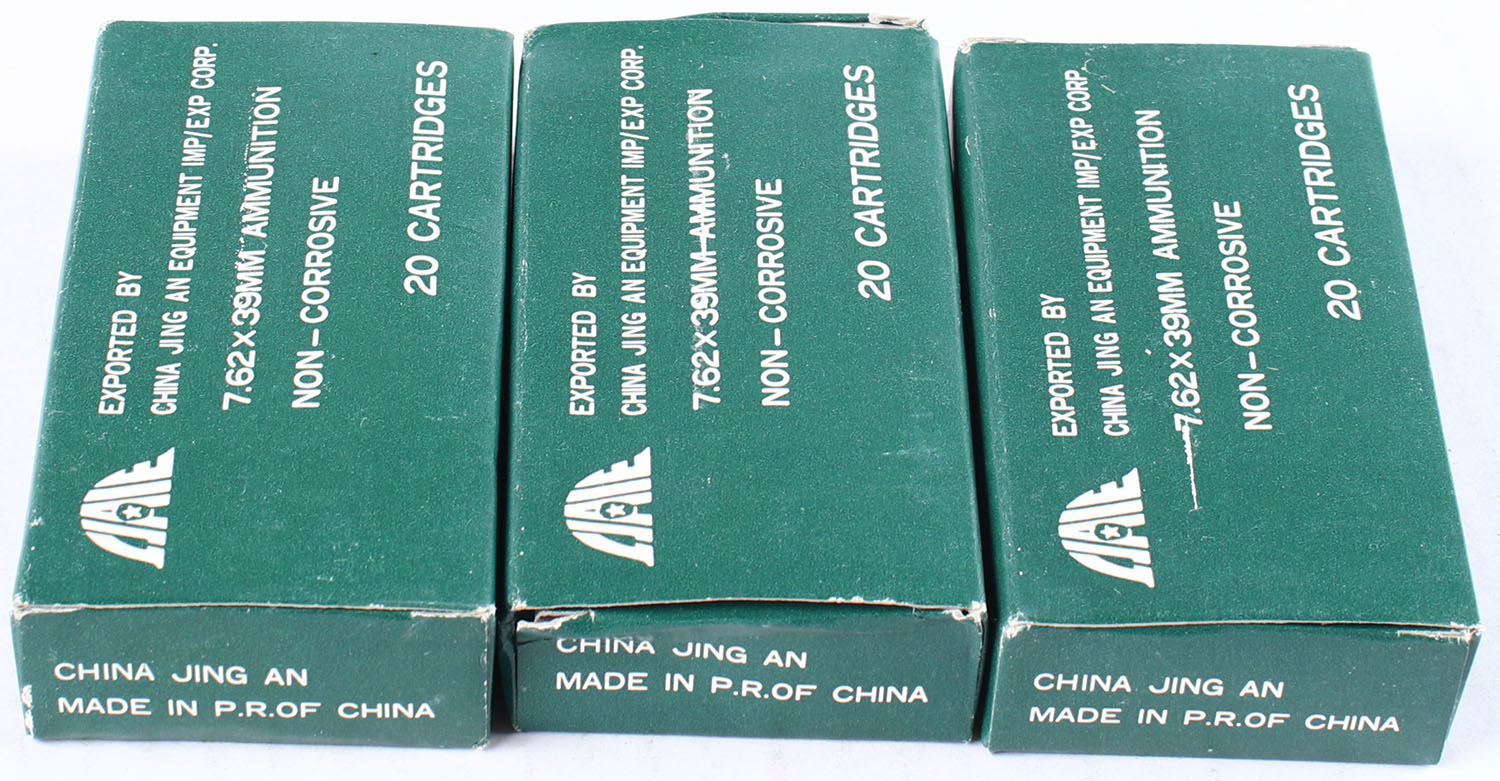 EXPORTED BY
CHINA JING AN EQUIPMENT IMP/EXP CORP.
7.62X39MM AMMUNITION
NON-CORROSIVE
20 CARTRIDGES
JAE
CHINA JING AN
MADE IN P.R.OF CHINA
EXPORTED BY
CHINA JING AN EQUIPMENT IMP/EXP CORP.
7.62X39MM AMMUNITION
NON-CORROSIVE
20 CARTRIDGES
JAE
CHINA JING AN
MADE IN P.R.OF CHINA
EXPORTED BY
CHINA JING AN EQUIPMENT IMP/EXP CORP.
7.62X39MM AMMUNITION
NON-CORROSIVE
20 CARTRIDGES
JAE
CHINA JING AN
MADE IN P.R.OF CHINA